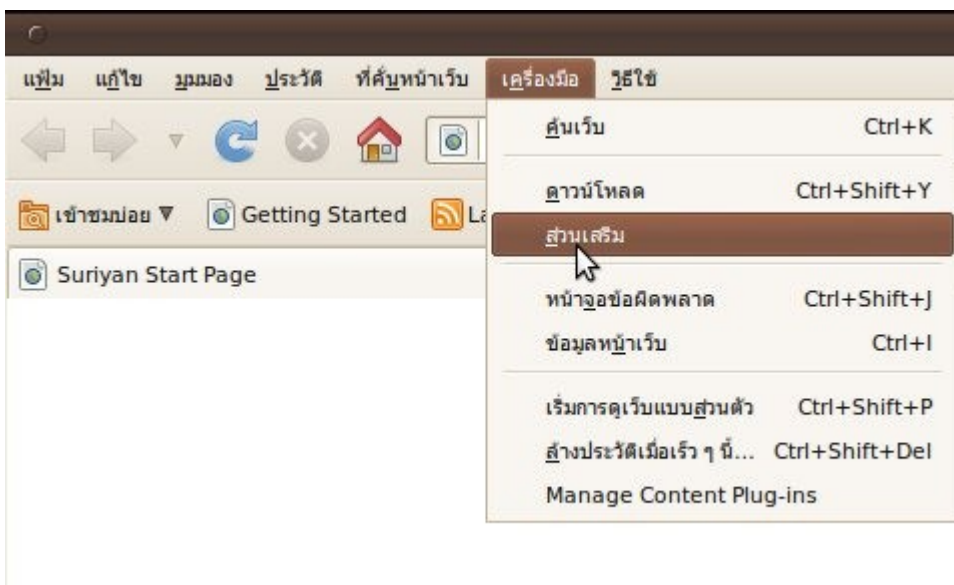 แฟ้ม แก้ไข มุมมอง ประวัติ ที่คั่นหน้าเว็บ เครื่องมือ วิธีใช้
ค้นเว็บ Ctrl+K
ดาวน์โหลด Ctrl+Shift+Y
เข้าชมบ่อย Getting Started La
ส่วนเสริม
Suriyan Start Page
หน้าจอข้อผิดพลาด Ctrl+Shift+J
ข้อมูลหน้าเว็บ Ctrl+I
เริ่มการดูเว็บแบบส่วนตัว Ctrl+Shift+P
ล้างประวัติเมื่อเร็ว ๆ นี้... Ctrl+Shift+Del
Manage Content Plug-ins